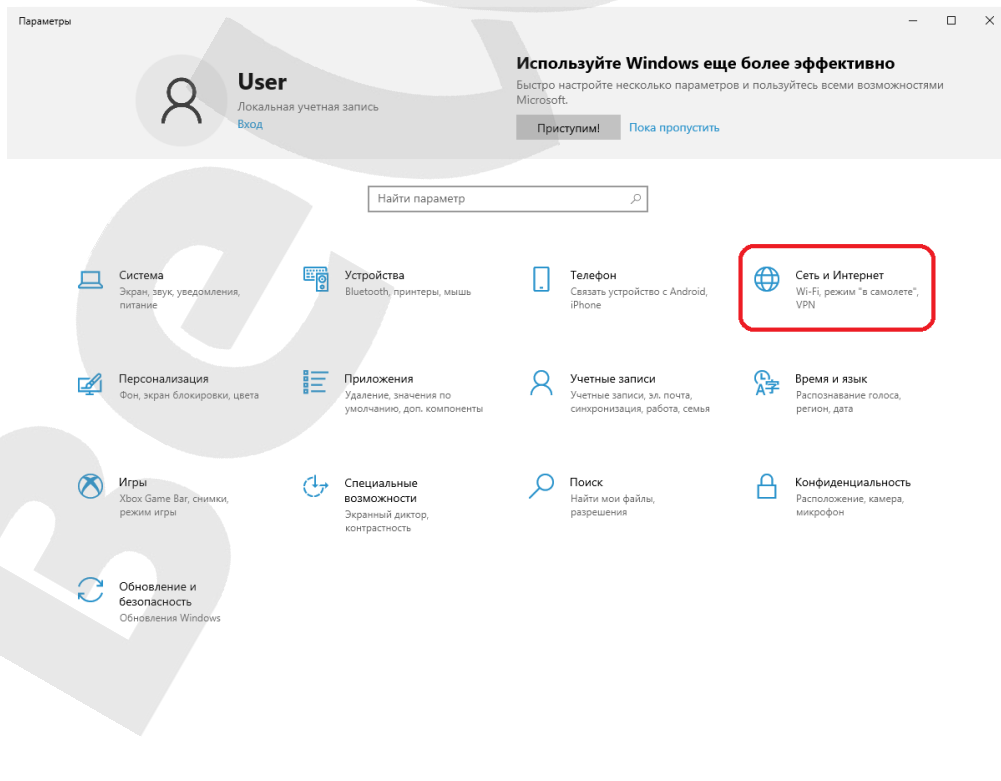 Параметры
User
Локальная учетная запись
Вход
Используйте Windows еще более эффективно
Быстро настройте несколько параметров и пользуйтесь всеми возможностями
Microsoft.
Приступим!
Пока пропустить
Найти параметр
Система
Экран, звук, уведомления,
питание
Устройства
Bluetooth, принтеры, мышь
Телефон
Связать устройство с Android,
iPhone
Сеть и Интернет
Wi-Fi, режим "в самолете",
VPN
Персонализация
Фон, экран блокировки, цвета
Приложения
Удаление, значения по
умолчанию, доп. компоненты
Учетные записи
Учетные записи, эл. почта,
синхронизация, работа, семья
Время и язык
Распознавание голоса,
регион, дата
Игры
Xbox Game Bar, снимки,
режим игры
Специальные
возможности
Экранный диктор,
контрастность
Поиск
Найти мои файлы,
разрешения
Конфиденциальность
Расположение, камера,
микрофон
Обновление и
безопасность
Обновления Windows